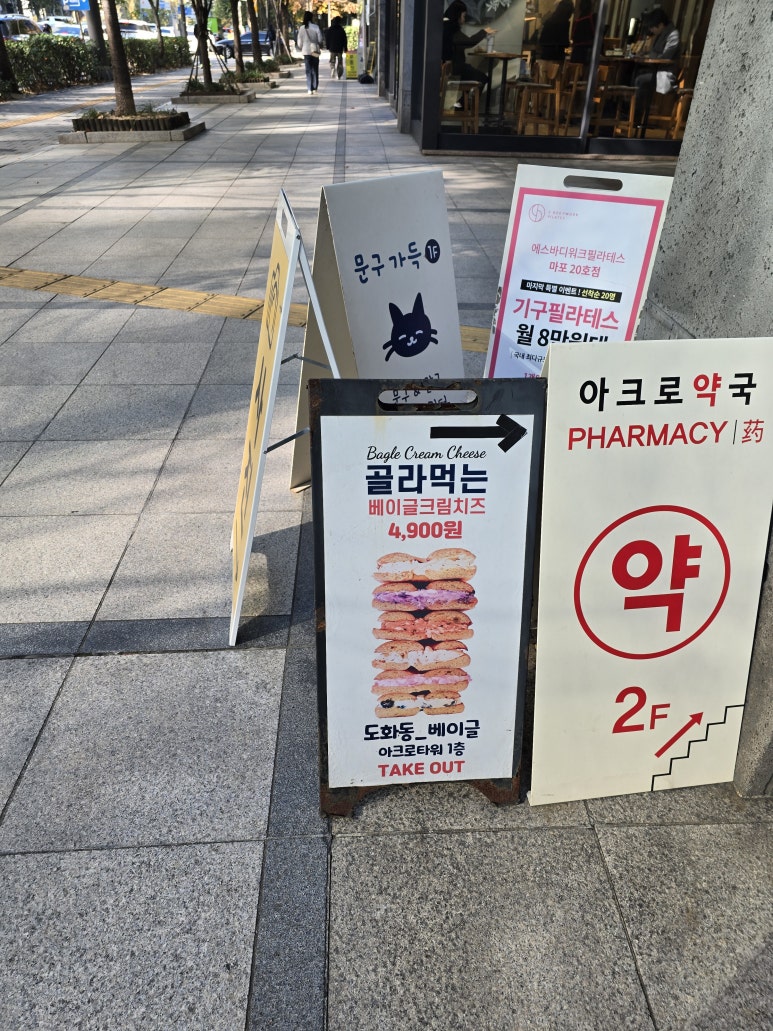 문구 가득 1F
에스바디워크필라테스
마포 20호점
마지막 특별 이벤트! 선착순 20명
기구필라테스
월 8만원대
Bagle Cream Cheese
골라먹는
베이글크림치즈
4,900원
도화동_베이글
아크로타워 1층
TAKE OUT
아크로약국
PHARMACY | 药
약
2F